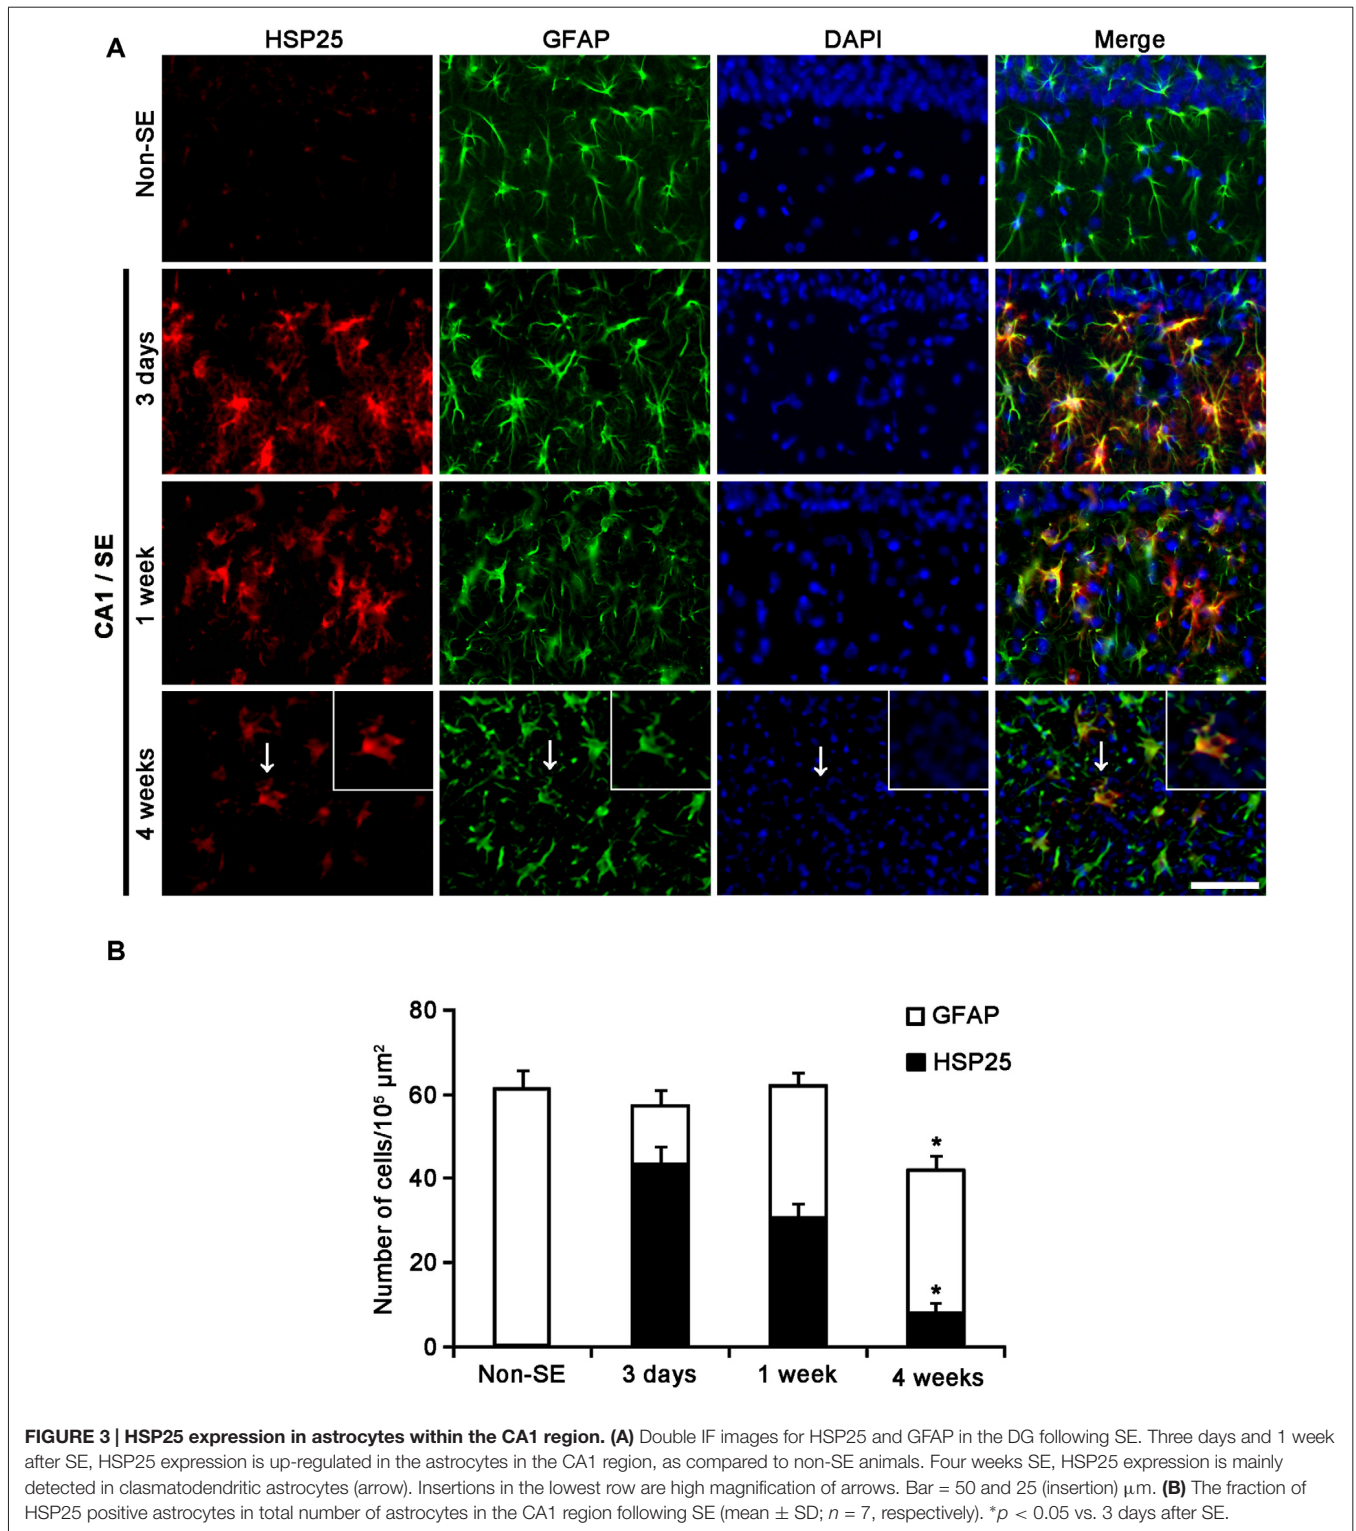 A
HSP25 GFAP DAPI Merge
Non-SE
CA1 / SE
3 days
1 week
4 weeks
B
80
60
40
20
0
Number of cells/10⁵ μm²
GFAP
HSP25
*
*
Non-SE 3 days 1 week 4 weeks
FIGURE 3 | HSP25 expression in astrocytes within the CA1 region. (A) Double IF images for HSP25 and GFAP in the DG following SE. Three days and 1 week
after SE, HSP25 expression is up-regulated in the astrocytes in the CA1 region, as compared to non-SE animals. Four weeks SE, HSP25 expression is mainly
detected in clasmatodendritic astrocytes (arrow). Insertions in the lowest row are high magnification of arrows. Bar = 50 and 25 (insertion) μm. (B) The fraction of
HSP25 positive astrocytes in total number of astrocytes in the CA1 region following SE (mean ± SD; n = 7, respectively). *p < 0.05 vs. 3 days after SE.